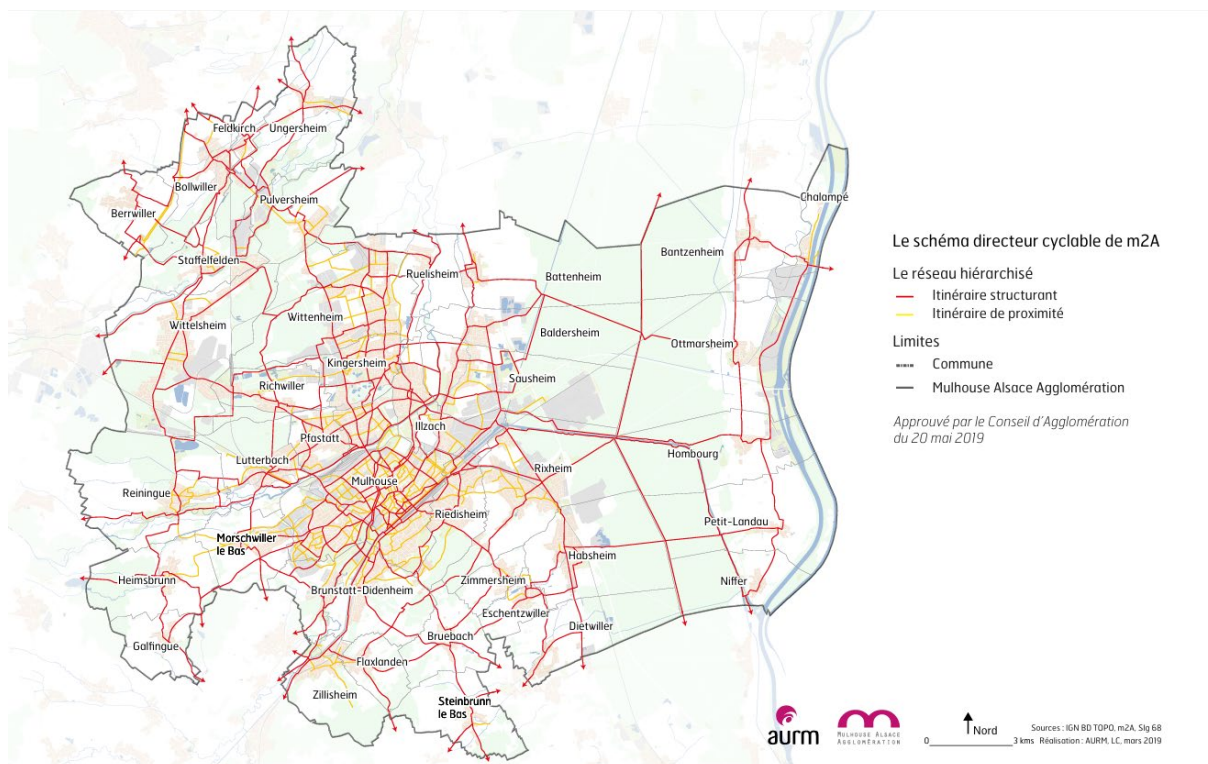 Feldkirch
Ungersheim
Bollwiller
Pulversheim
Berrwiller
Chalampé
Staffelfelden
Bantzenheim
Ruelisheim
Battenheim
Wittelsheim
Wittenheim
Baldersheim
Ottmarsheim
Kingersheim
Richwiller
Sausheim
Illzach
Pfastatt
Lutterbach
Hombourg
Rixheim
Mulhouse
Reiningue
Riedisheim
Petit-Landau
Morschwiller
le Bas
Habsheim
Heimsbrunn
Zimmersheim
Niffer
Brunstatt-Didenheim
Eschentzwiller
Dietwiller
Bruebach
Galfingue
Flaxlanden
Zillisheim
Steinbrunn
le Bas
Le schéma directeur cyclable de m2A
Le réseau hiérarchisé
Itinéraire structurant
Itinéraire de proximité
Limites
Commune
Mulhouse Alsace Agglomération
Approuvé par le Conseil d'Agglomération
du 20 mai 2019
aurm
MULHOUSE ALSACE
AGGLOMÉRATION
Nord
0 3 kms
Sources : IGN BD TOPO, m2A, Sig 68
Réalisation : AURM, LC, mars 2019